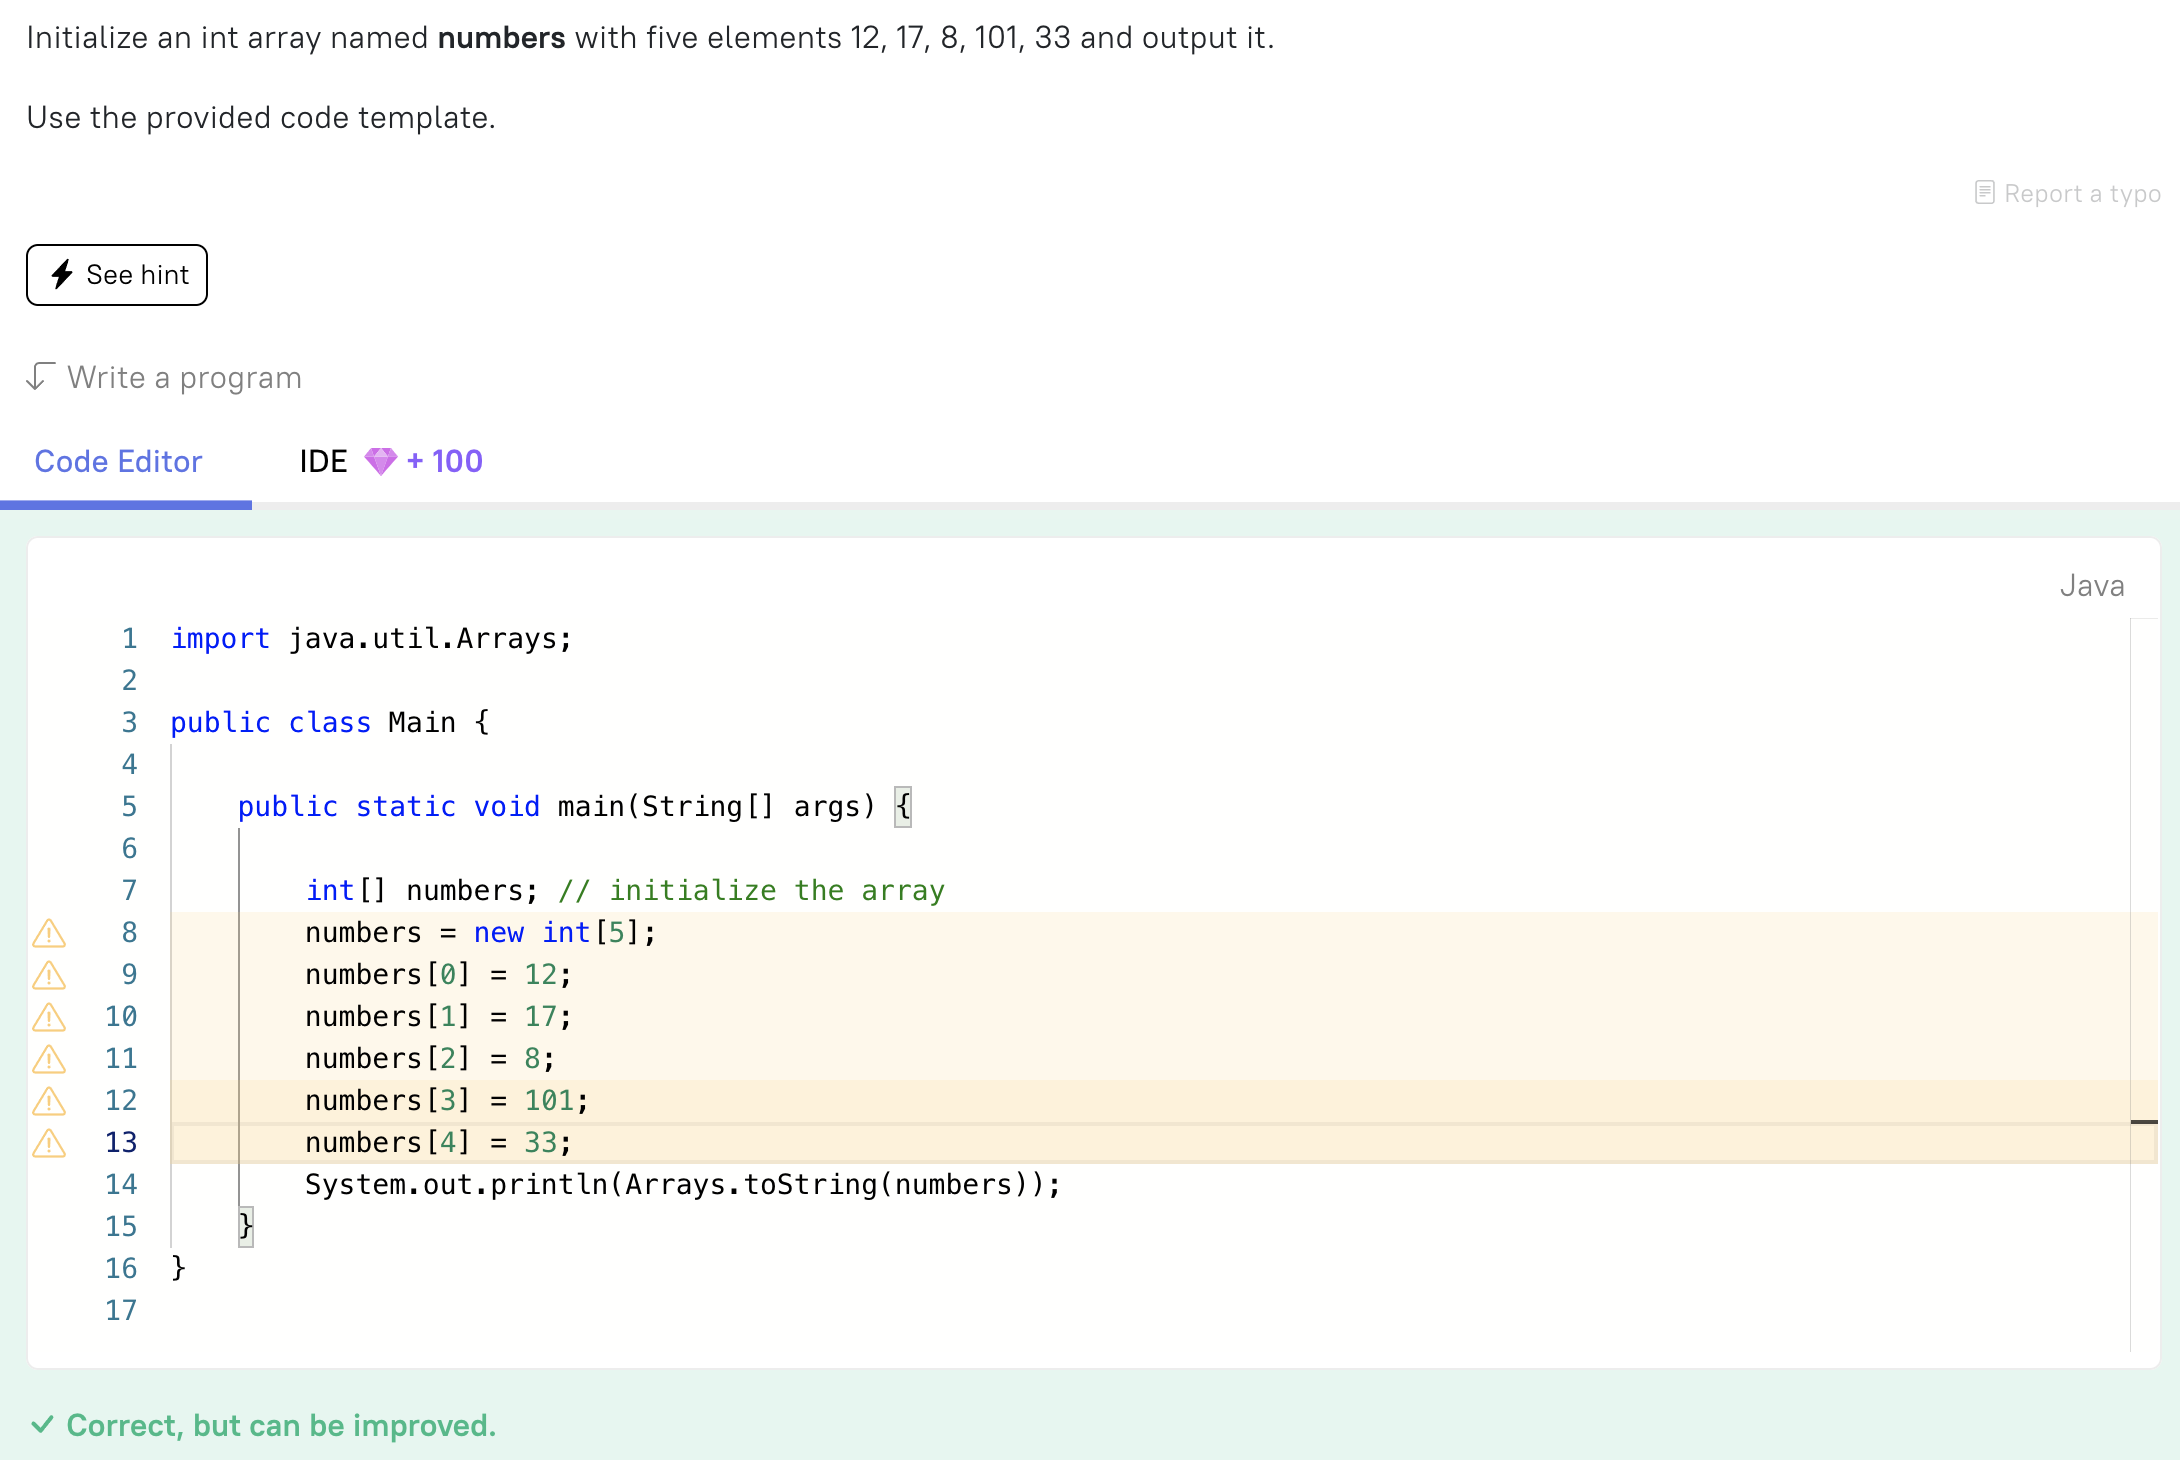 Initialize an int array named numbers with five elements 12, 17, 8, 101, 33 and output it.
Use the provided code template.
Report a typo
See hint
Write a program
Code Editor IDE + 100
Java
1 import java.util.Arrays;
2
3 public class Main {
4
5 public static void main(String[] args) {
6
7 int[] numbers; // initialize the array
8 numbers = new int[5];
9 numbers[0] = 12;
10 numbers[1] = 17;
11 numbers[2] = 8;
12 numbers[3] = 101;
13 numbers[4] = 33;
14 System.out.println(Arrays.toString(numbers));
15 }
16 }
17
Correct, but can be improved.